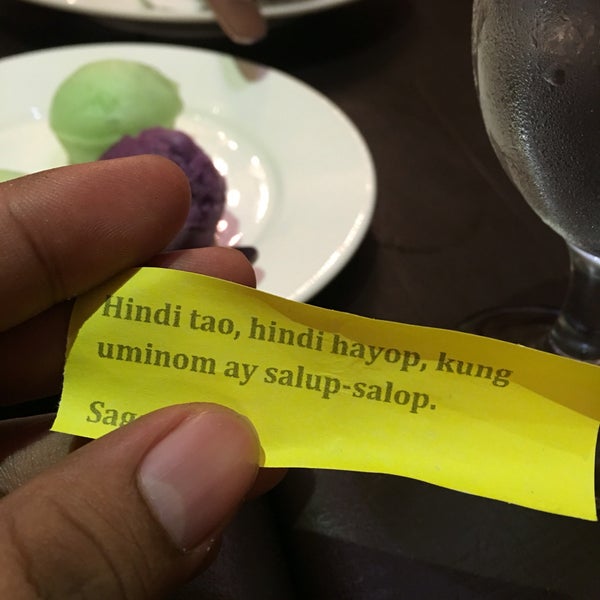 Hindi tao, hindi hayop, kung
uminom ay salup-salop.